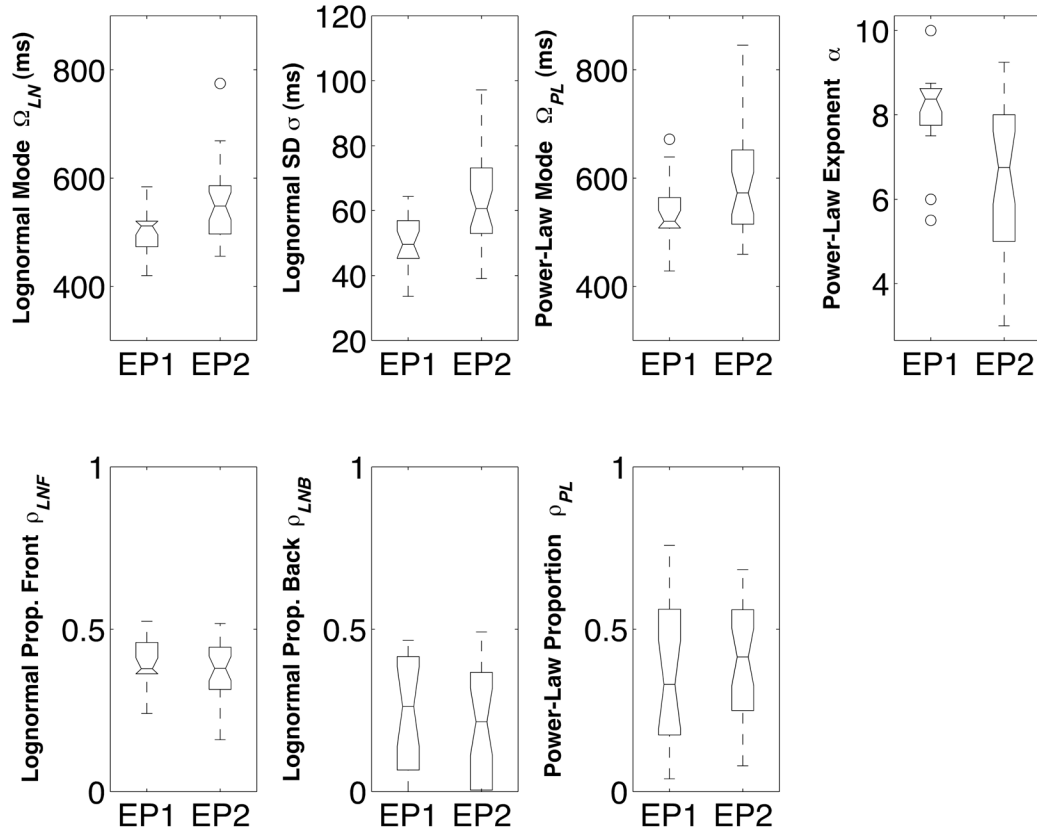 Lognormal Mode Ω_LN (ms)
800
600
400
EP1 EP2
Lognormal SD σ (ms)
120
100
80
60
40
20
EP1 EP2
Power-Law Mode Ω_PL (ms)
800
600
400
EP1 EP2
Power-Law Exponent α
10
8
6
4
EP1 EP2
Lognormal Prop. Front ρ_LNF
1
0.5
0
EP1 EP2
Lognormal Prop. Back ρ_LNB
1
0.5
0
EP1 EP2
Power-Law Proportion ρ_PL
1
0.5
0
EP1 EP2